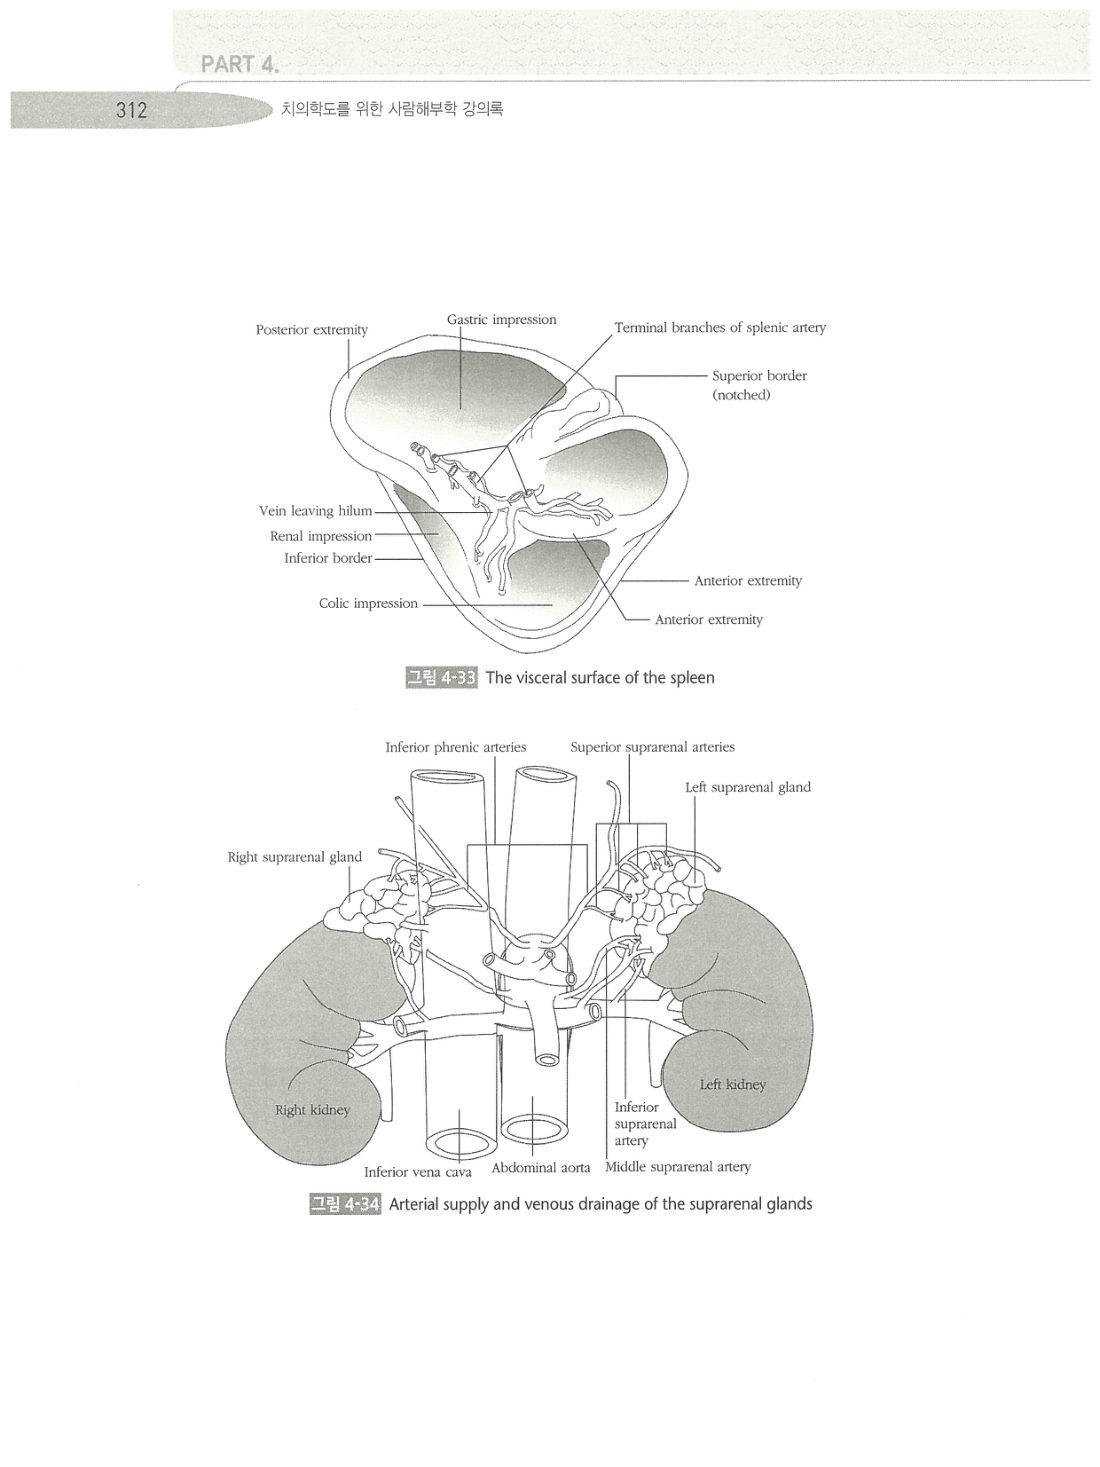 PART 4.
312
치의학도를 위한 사람해부학 강의록
Posterior extremity
Gastric impression
Terminal branches of splenic artery
Superior border
(notched)
Vein leaving hilum
Renal impression
Inferior border
Colic impression
Anterior extremity
Anterior extremity
그림 4-33 The visceral surface of the spleen
Inferior phrenic arteries
Superior suprarenal arteries
Left suprarenal gland
Right suprarenal gland
Left kidney
Right kidney
Inferior
suprarenal
artery
Inferior vena cava
Abdominal aorta
Middle suprarenal artery
그림 4-34 Arterial supply and venous drainage of the suprarenal glands